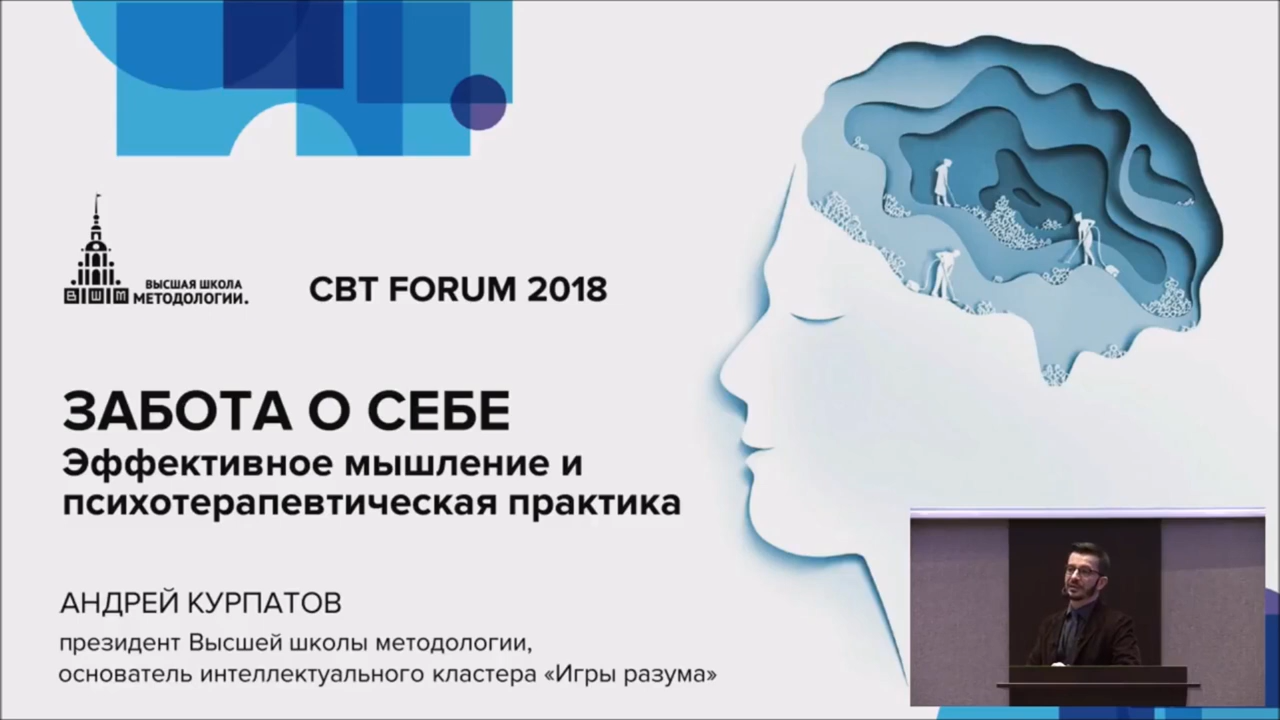 ВЫСШАЯ ШКОЛА
ВШМ МЕТОДОЛОГИИ.
CBT FORUM 2018
ЗАБОТА О СЕБЕ
Эффективное мышление и
психотерапевтическая практика
АНДРЕЙ КУРПАТОВ
президент Высшей школы методологии,
основатель интеллектуального кластера «Игры разума»